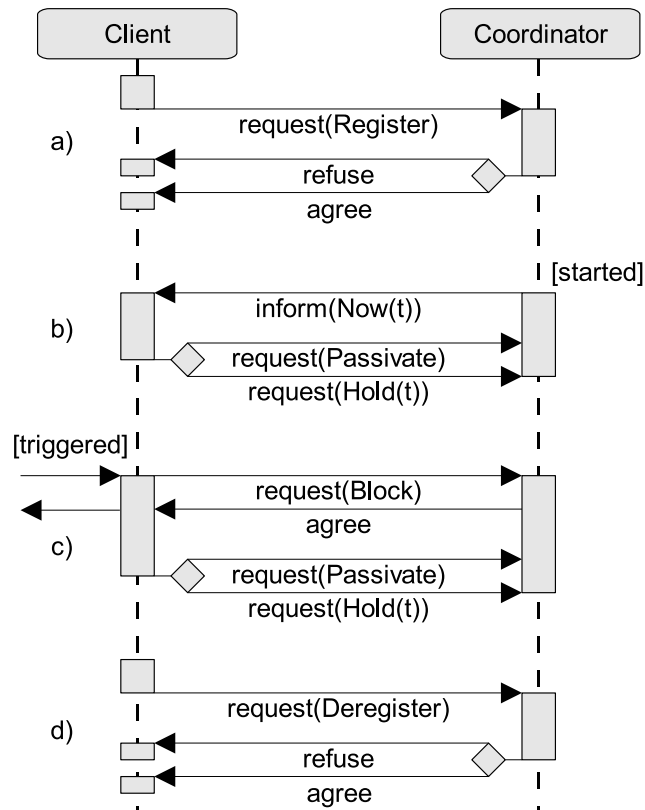 Client
Coordinator
a)
request(Register)
refuse
agree
[started]
b)
inform(Now(t))
request(Passivate)
request(Hold(t))
[triggered]
c)
request(Block)
agree
request(Passivate)
request(Hold(t))
d)
request(Deregister)
refuse
agree